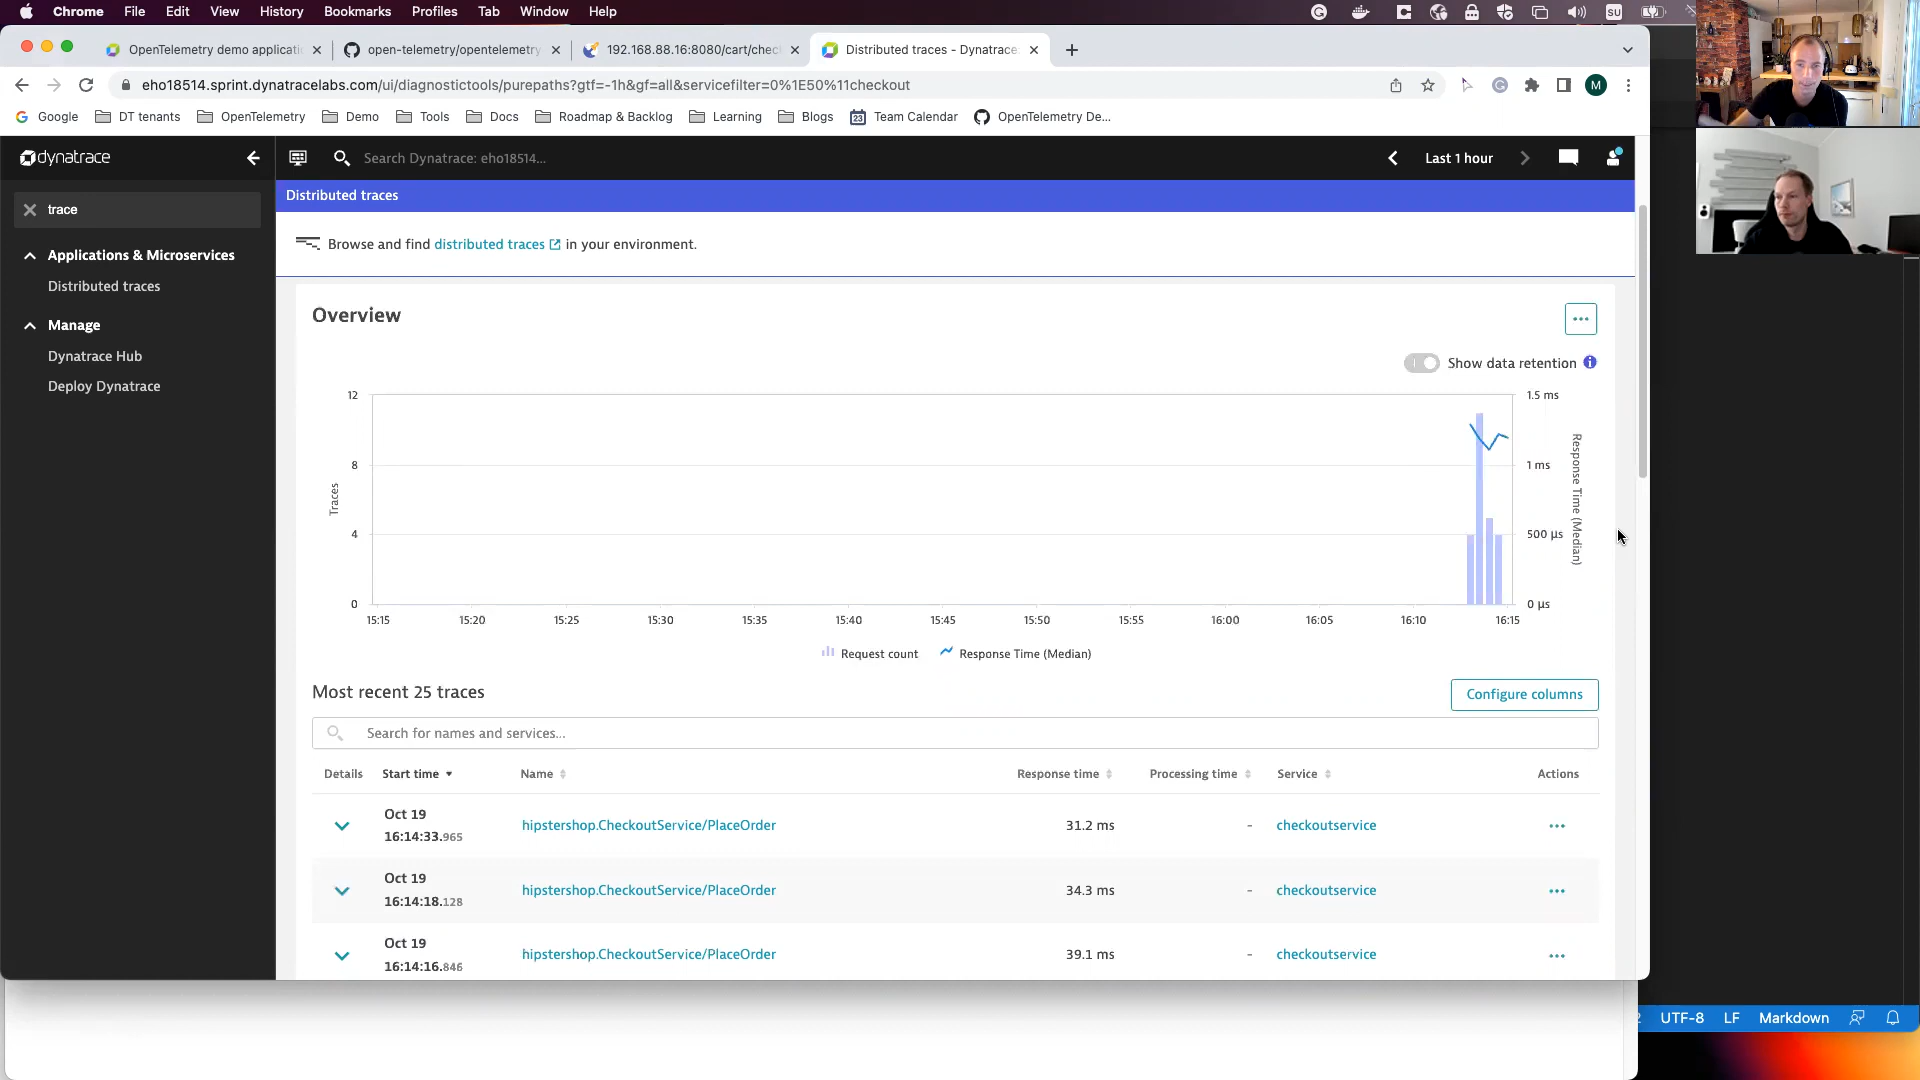 Chrome File Edit View History Bookmarks Profiles Tab Window Help
SU
OpenTelemetry demo applicati
open-telemetry/opentelemetry
192.168.88.16:8080/cart/chec
Distributed traces - Dynatrace
eho18514.sprint.dynatracelabs.com/ui/diagnostictools/purepaths?gtf=-1h&gf=all&servicefilter=0%1E50%11checkout
M
Google DT tenants OpenTelemetry Demo Tools Docs Roadmap & Backlog Learning Blogs 23 Team Calendar OpenTelemetry De...
dynatrace
Search Dynatrace: eho18514...
Last 1 hour
trace
Applications & Microservices
Distributed traces
Manage
Dynatrace Hub
Deploy Dynatrace
Distributed traces
Browse and find distributed traces in your environment.
Overview
...
Show data retention i
12
8
4
0
Traces
1.5 ms
1 ms
500 µs
0 µs
Response Time (Median)
15:15 15:20 15:25 15:30 15:35 15:40 15:45 15:50 15:55 16:00 16:05 16:10 16:15
Request count Response Time (Median)
Most recent 25 traces
Configure columns
Search for names and services...
Details Start time Name Response time Processing time Service Actions
Oct 19
16:14:33.965
hipstershop.CheckoutService/PlaceOrder 31.2 ms - checkoutservice ...
Oct 19
16:14:18.128
hipstershop.CheckoutService/PlaceOrder 34.3 ms - checkoutservice ...
Oct 19
16:14:16.846
hipstershop.CheckoutService/PlaceOrder 39.1 ms - checkoutservice ...
2 UTF-8 LF Markdown